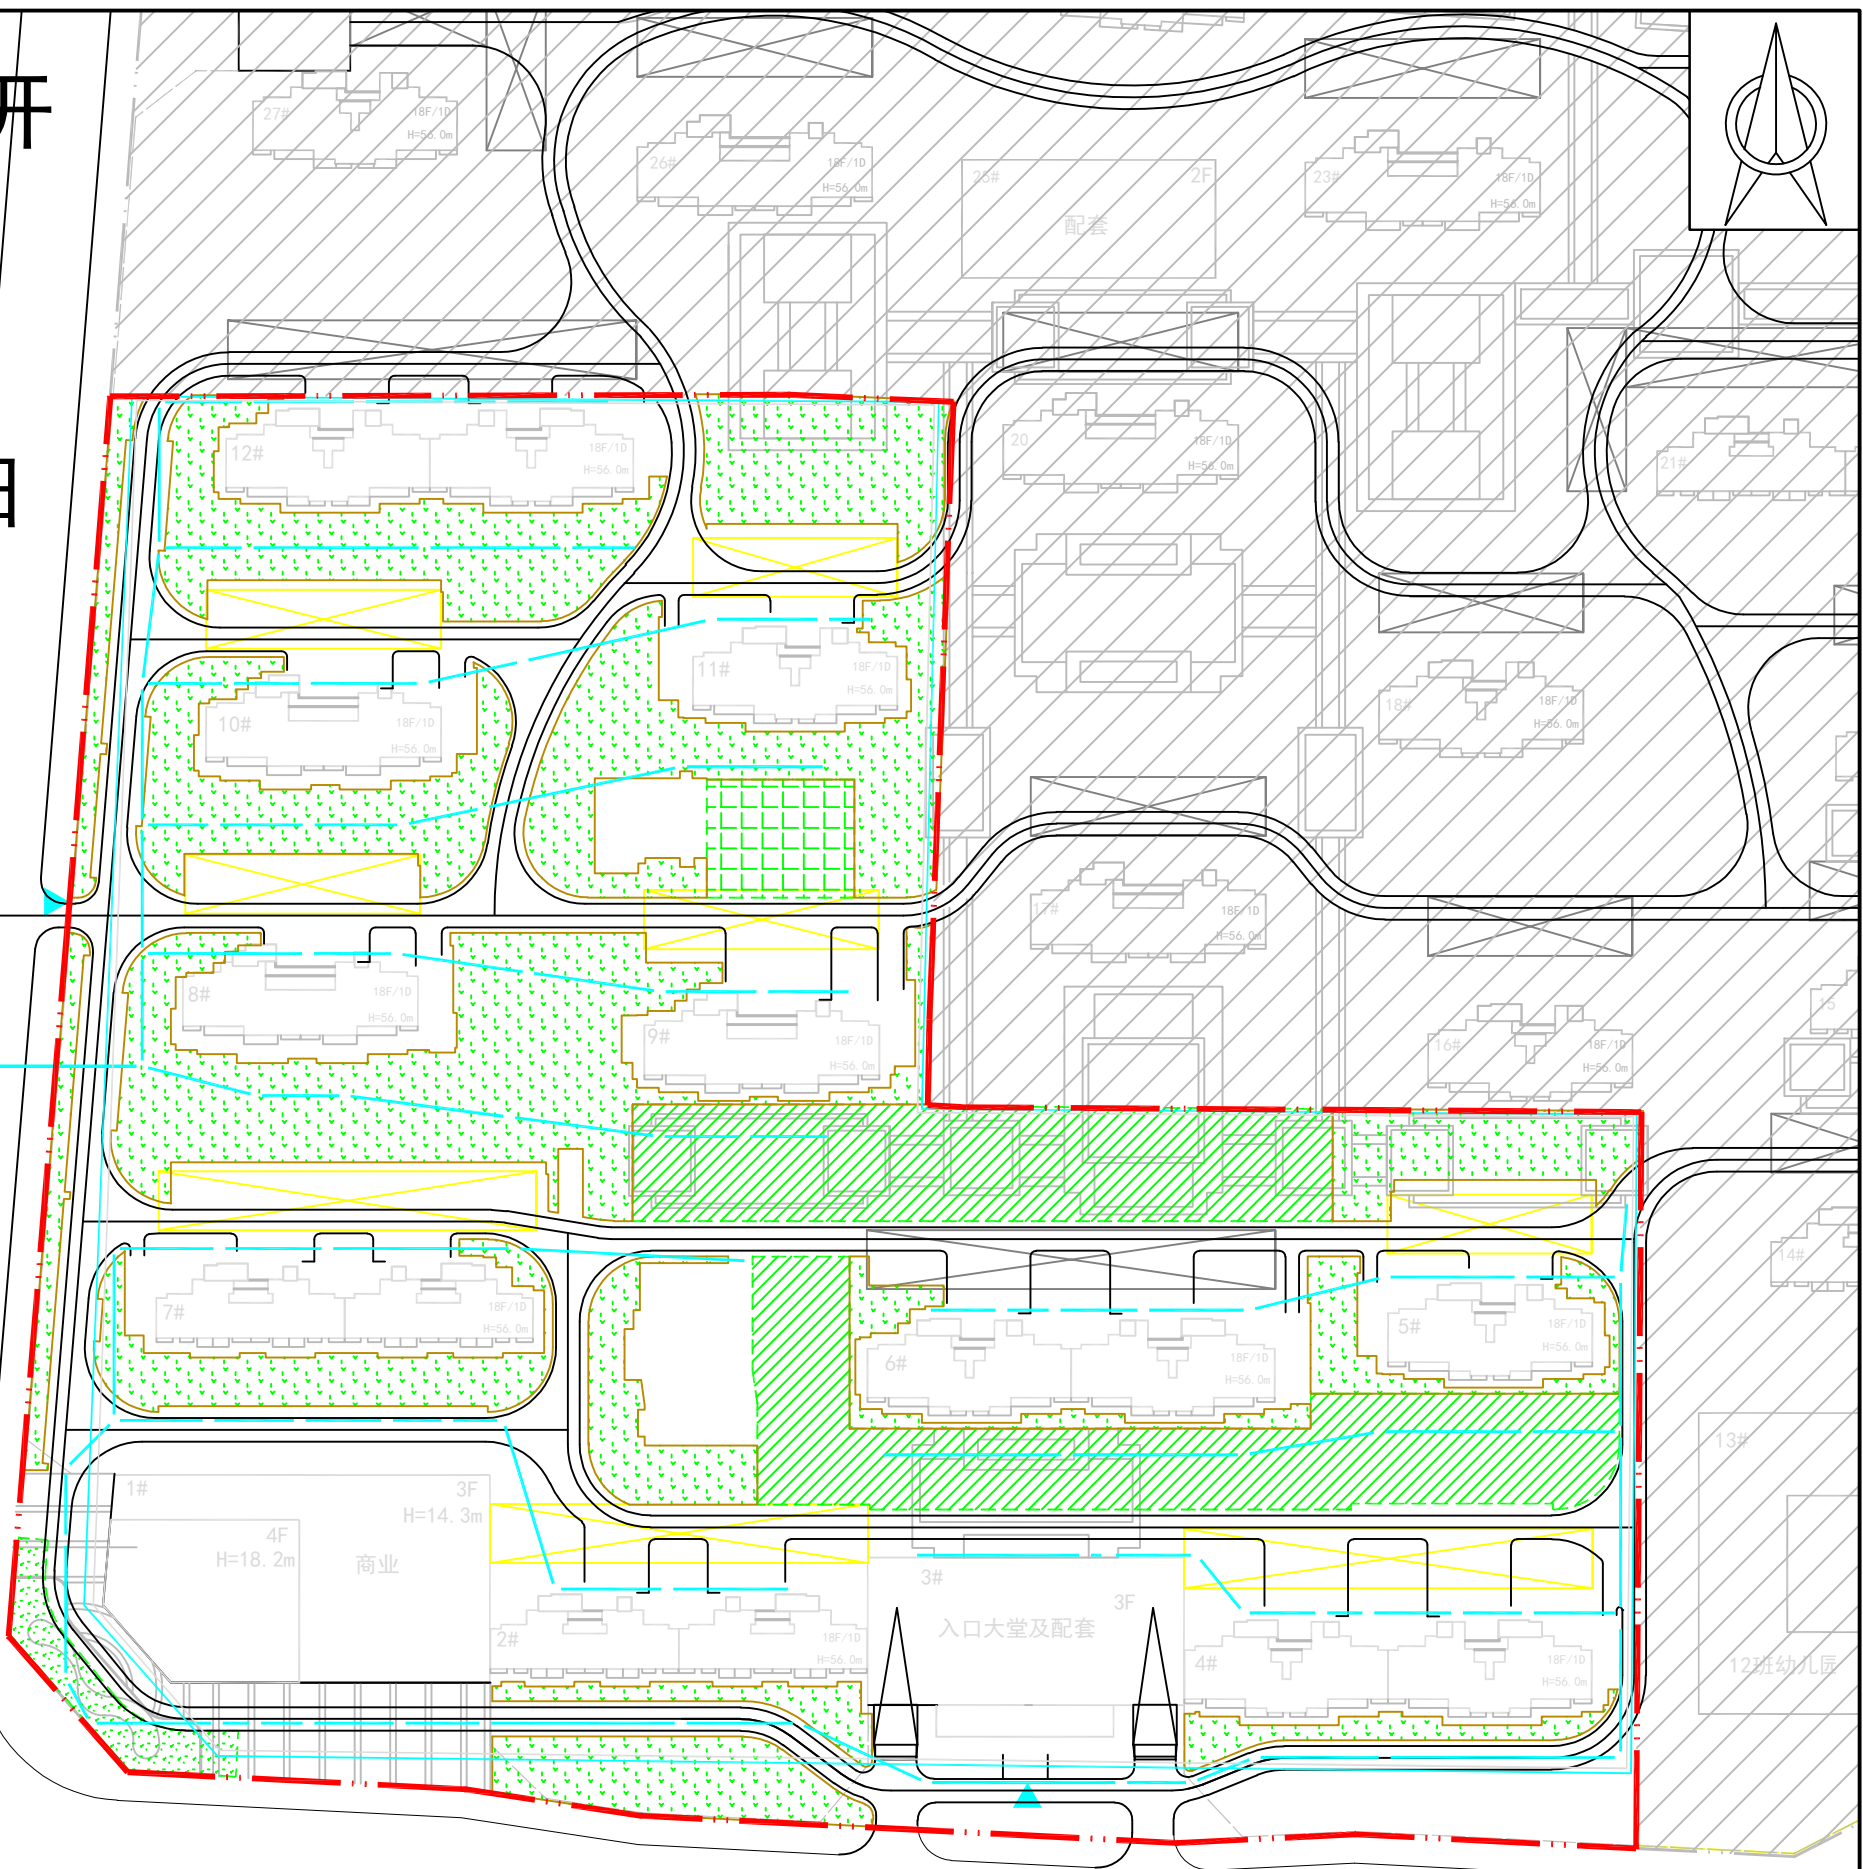 开
27#
18F/1D
H=56.0m
26#
18F/1D
H=56.0m
25#
2F
配套
23#
18F/1D
H=56.0m
12#
18F/1D
H=56.0m
20
18F/1D
H=56.0m
21#
11#
18F/1D
H=56.0m
10#
18F/1D
H=56.0m
18#
18F/1D
H=56.0m
17#
18F/1D
H=56.0m
8#
18F/1D
H=56.0m
9#
18F/1D
H=56.0m
16#
18F/1D
H=56.0m
15
14#
7#
18F/1D
H=56.0m
6#
18F/1D
H=56.0m
5#
18F/1D
H=56.0m
13#
1#
3F
H=14.3m
4F
H=18.2m
商业
3#
3F
入口大堂及配套
2#
18F/1D
H=56.0m
4#
18F/1D
H=56.0m
12班幼儿园